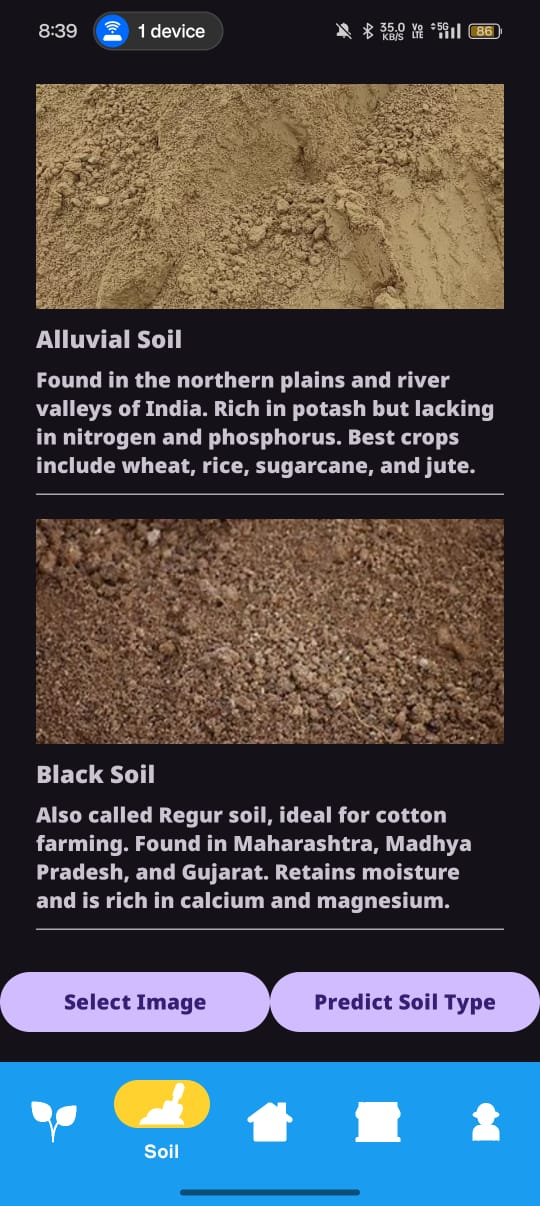 8:39
1 device
35.0
KB/S
Vo
LTE
5G
86
Alluvial Soil
Found in the northern plains and river
valleys of India. Rich in potash but lacking
in nitrogen and phosphorus. Best crops
include wheat, rice, sugarcane, and jute.
Black Soil
Also called Regur soil, ideal for cotton
farming. Found in Maharashtra, Madhya
Pradesh, and Gujarat. Retains moisture
and is rich in calcium and magnesium.
Select Image
Predict Soil Type
Soil